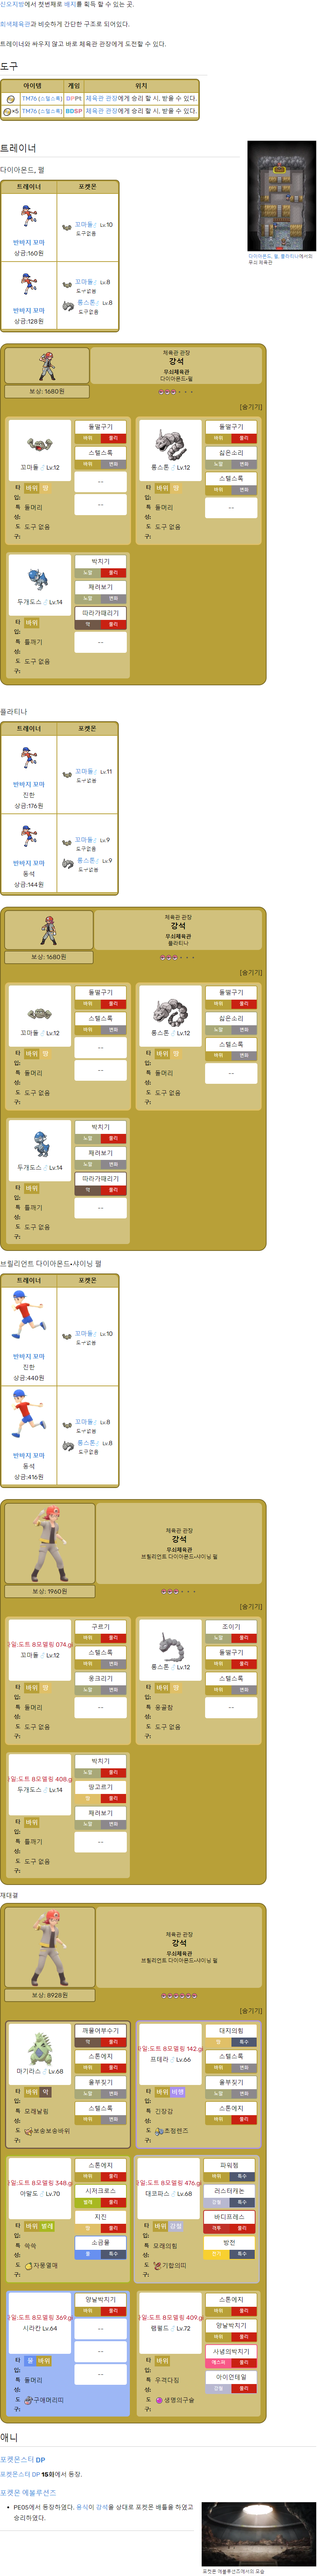 신오지방에서 첫번째로 배지를 획득 할 수 있는 곳.
회색체육관과 비슷하게 간단한 구조로 되어있다.
트레이너와 싸우지 않고 바로 체육관 관장에게 도전할 수 있다.
도구
아이템 게임 위치
TM76 (스텔스록) DPPt 체육관 관장에게 승리 할 시, 받을 수 있다.
×5 TM76 (스텔스록) BDSP 체육관 관장에게 승리 할 시, 받을 수 있다.
트레이너
다이아몬드, 펄, 플라티나에서의 무쇠 체육관
다이아몬드, 펄
트레이너 포켓몬
반바지 꼬마
상금:160원
꼬마돌♂ Lv.10
도구없음
반바지 꼬마
상금:128원
꼬마돌♂ Lv.8
도구없음
롱스톤♂ Lv.8
도구없음
체육관 관장
강석
무쇠체육관
다이아몬드·펄
보상: 1680원
[숨기기]
꼬마돌♂Lv.12
돌떨구기
바위 물리
스텔스록
바위 변화
--
--
타입: 바위 땅
특성: 돌머리
도구: 도구 없음
롱스톤♂Lv.12
돌떨구기
바위 물리
싫은소리
노말 변화
스텔스록
바위 변화
--
타입: 바위 땅
특성: 돌머리
도구: 도구 없음
두개도스♂Lv.14
박치기
노말 물리
째려보기
노말 변화
따라가때리기
악 물리
--
타입: 바위
특성: 틀깨기
도구: 도구 없음
플라티나
트레이너 포켓몬
반바지 꼬마
진한
상금:176원
꼬마돌♂ Lv.11
도구없음
반바지 꼬마
동석
상금:144원
꼬마돌♂ Lv.9
도구없음
롱스톤♂ Lv.9
도구없음
체육관 관장
강석
무쇠체육관
플라티나
보상: 1680원
[숨기기]
꼬마돌♂Lv.12
돌떨구기
바위 물리
스텔스록
바위 변화
--
--
타입: 바위 땅
특성: 돌머리
도구: 도구 없음
롱스톤♂Lv.12
돌떨구기
바위 물리
싫은소리
노말 변화
스텔스록
바위 변화
--
타입: 바위 땅
특성: 돌머리
도구: 도구 없음
두개도스♂Lv.14
박치기
노말 물리
째려보기
노말 변화
따라가때리기
악 물리
--
타입: 바위
특성: 틀깨기
도구: 도구 없음
브릴리언트 다이아몬드•샤이닝 펄
트레이너 포켓몬
반바지 꼬마
진한
상금:440원
꼬마돌♂ Lv.10
도구없음
반바지 꼬마
동석
상금:416원
꼬마돌♂ Lv.8
도구없음
롱스톤♂ Lv.8
도구없음
체육관 관장
강석
무쇠체육관
브릴리언트 다이아몬드·샤이닝 펄
보상: 1960원
[숨기기]
일:도트 8모델링 074.gi
꼬마돌♂Lv.12
구르기
바위 물리
스텔스록
바위 변화
웅크리기
노말 변화
--
타입: 바위 땅
특성: 돌머리
도구: 도구 없음
롱스톤♂Lv.12
조이기
노말 물리
돌떨구기
바위 물리
스텔스록
바위 변화
--
타입: 바위 땅
특성: 옹골참
도구: 도구 없음
일:도트 8모델링 408.gi
두개도스♂Lv.14
박치기
노말 물리
땅고르기
땅 물리
째려보기
노말 변화
--
타입: 바위
특성: 틀깨기
도구: 도구 없음
재대결
체육관 관장
강석
무쇠체육관
브릴리언트 다이아몬드·샤이닝 펄
보상: 8928원
[숨기기]
마기라스♂Lv.68
깨물어부수기
악 물리
스톤에지
바위 물리
울부짖기
노말 변화
스텔스록
바위 변화
타입: 바위 악
특성: 모래날림
도구: 보송보송바위
일:도트 8모델링 142.gi
프테라♂Lv.66
대지의힘
땅 특수
스텔스록
바위 변화
울부짖기
노말 변화
스톤에지
바위 물리
타입: 바위 비행
특성: 긴장감
도구: 초점렌즈
일:도트 8모델링 348.gi
아말도♂Lv.70
스톤에지
바위 물리
시저크로스
벌레 물리
지진
땅 물리
소금물
물 특수
타입: 바위 벌레
특성: 쓱쓱
도구: 자뭉열매
일:도트 8모델링 476.gi
대코파스♂Lv.68
파워젬
바위 특수
러스터캐논
강철 특수
바디프레스
격투 물리
방전
전기 특수
타입: 바위 강철
특성: 모래의힘
도구: 기합의띠
일:도트 8모델링 369.gi
시라칸♂Lv.64
양날박치기
바위 물리
--
--
--
타입: 물 바위
특성: 돌머리
도구: 구애머리띠
일:도트 8모델링 409.gi
램펄드♂Lv.72
스톤에지
바위 물리
양날박치기
바위 물리
사념의박치기
에스퍼 물리
아이언테일
강철 물리
타입: 바위
특성: 우격다짐
도구: 생명의구슬
애니
포켓몬스터 DP
포켓몬스터 DP 15화에서 등장.
포켓몬 에볼루션즈
PE05에서 등장하였다. 용식이 강석을 상대로 포켓몬 배틀을 하였고 승리하였다.
포켓몬 에볼루션즈에서의 모습